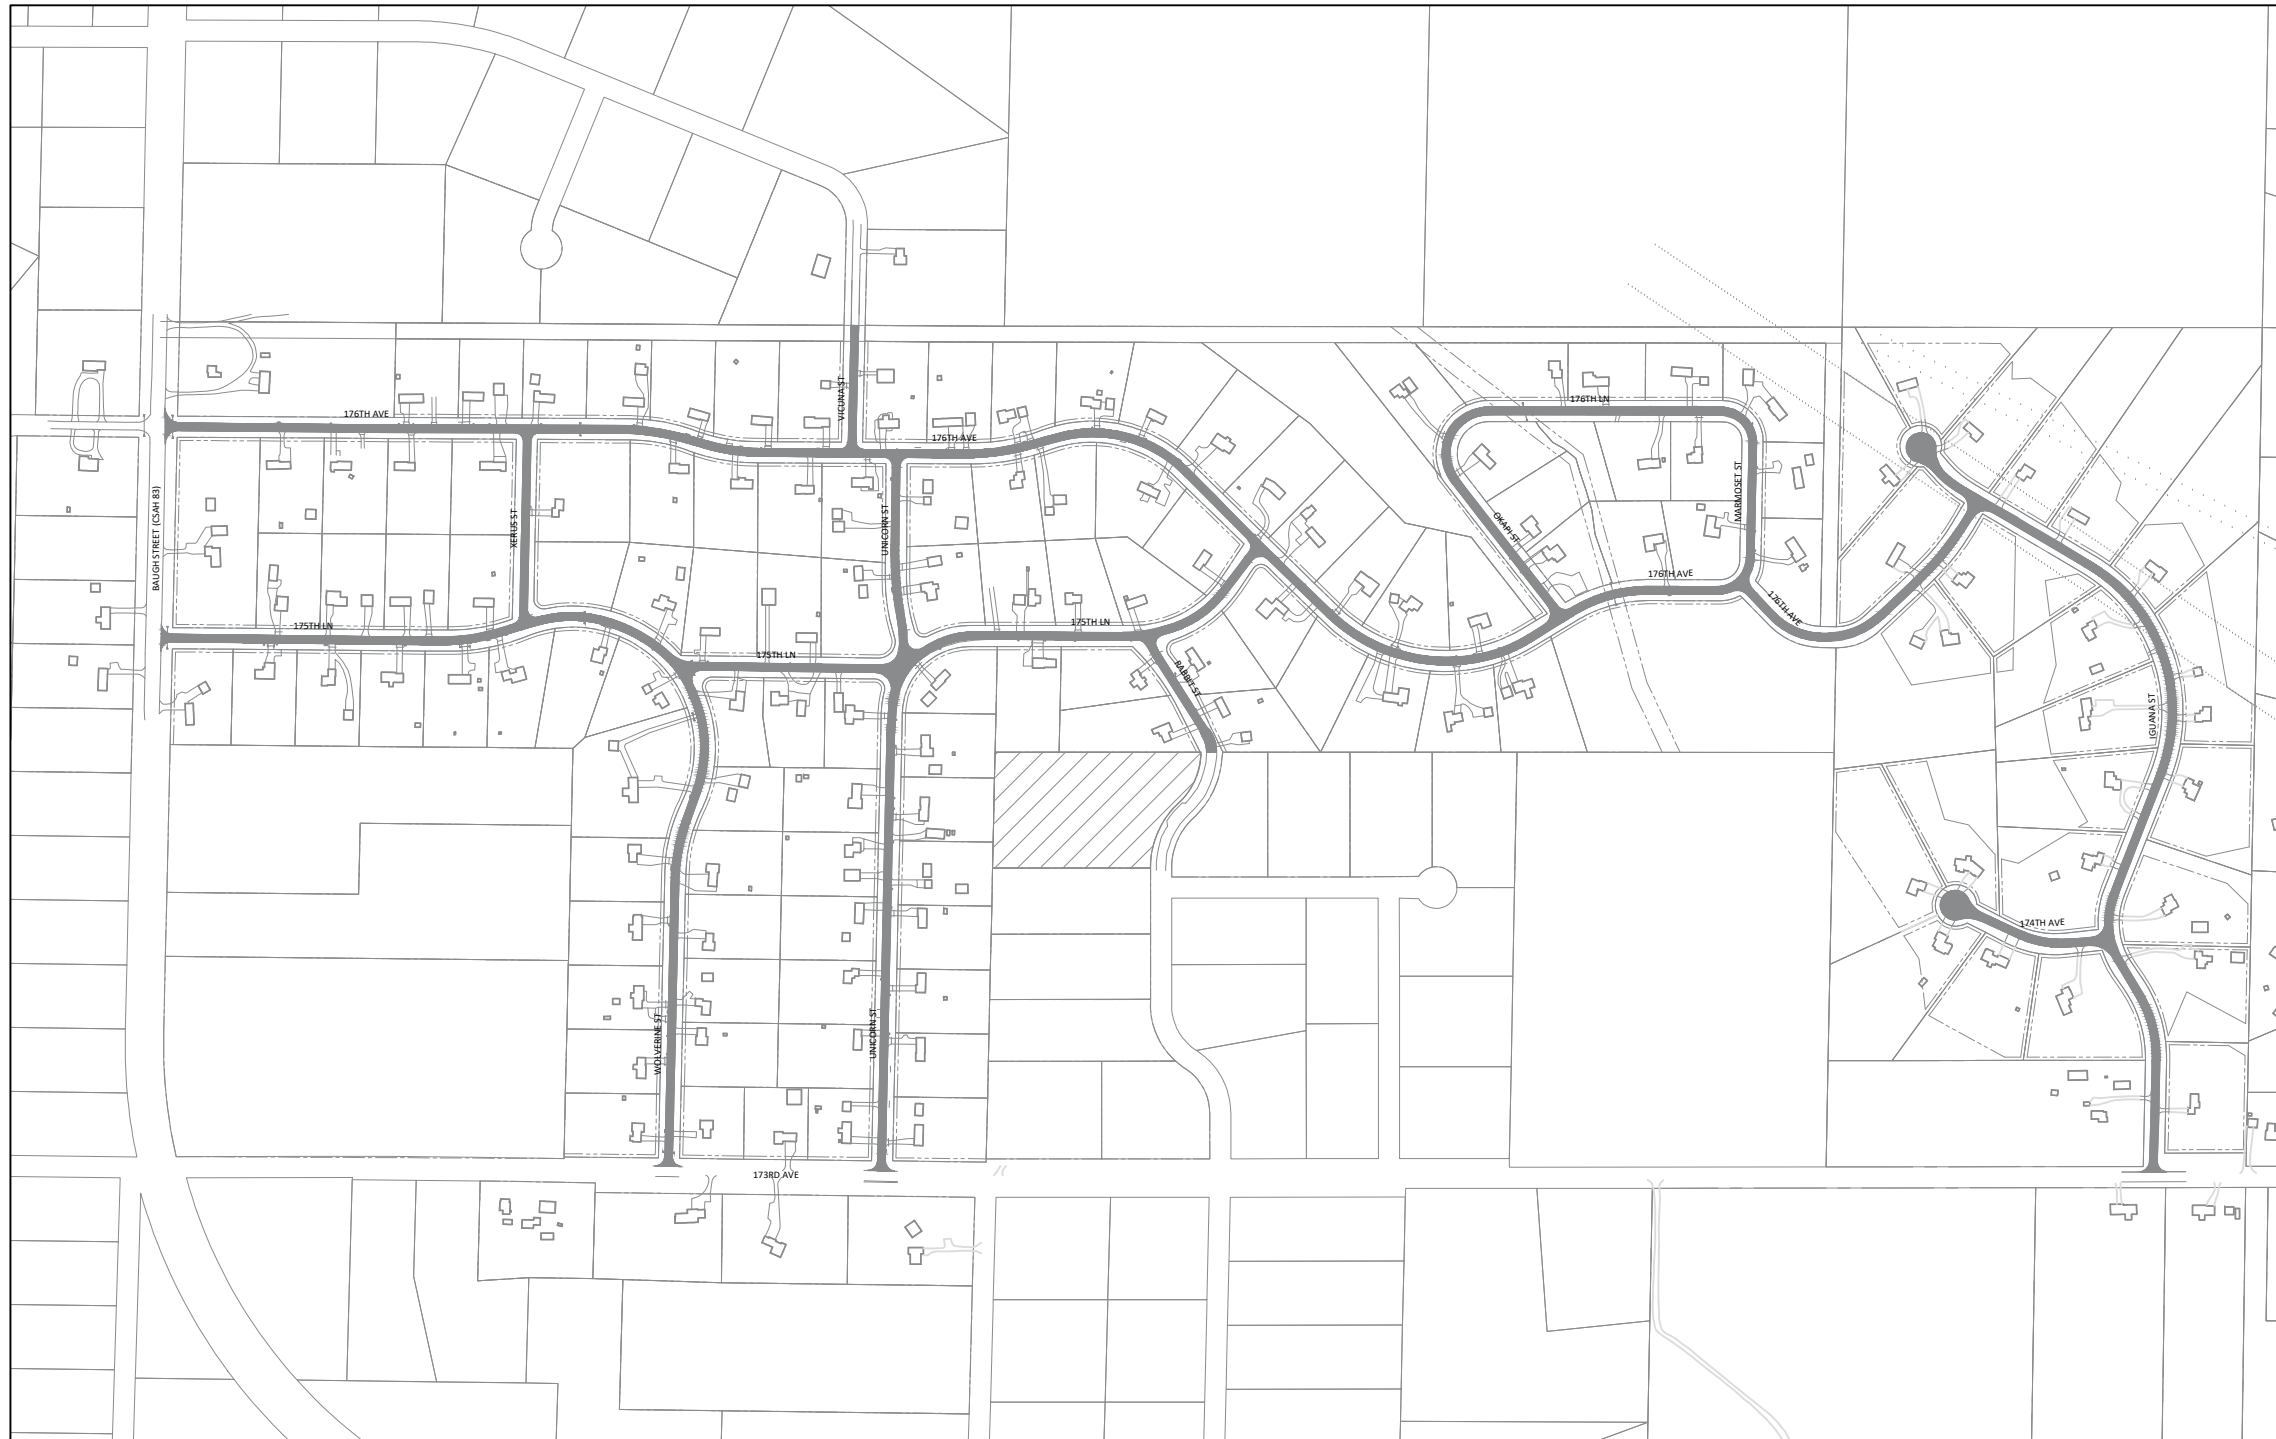 176TH LN
VICUNA ST
176TH AVE
176TH AVE
MARMOSET ST
BAUGH STREET (CSAH 83)
XERUS ST
UNICORN ST
OKAPI ST
176TH AVE
176TH AVE
175TH LN
175TH LN
175TH LN
RABBIT ST
IGUANA ST
174TH AVE
WOLVERINE ST
UNICORN ST
173RD AVE